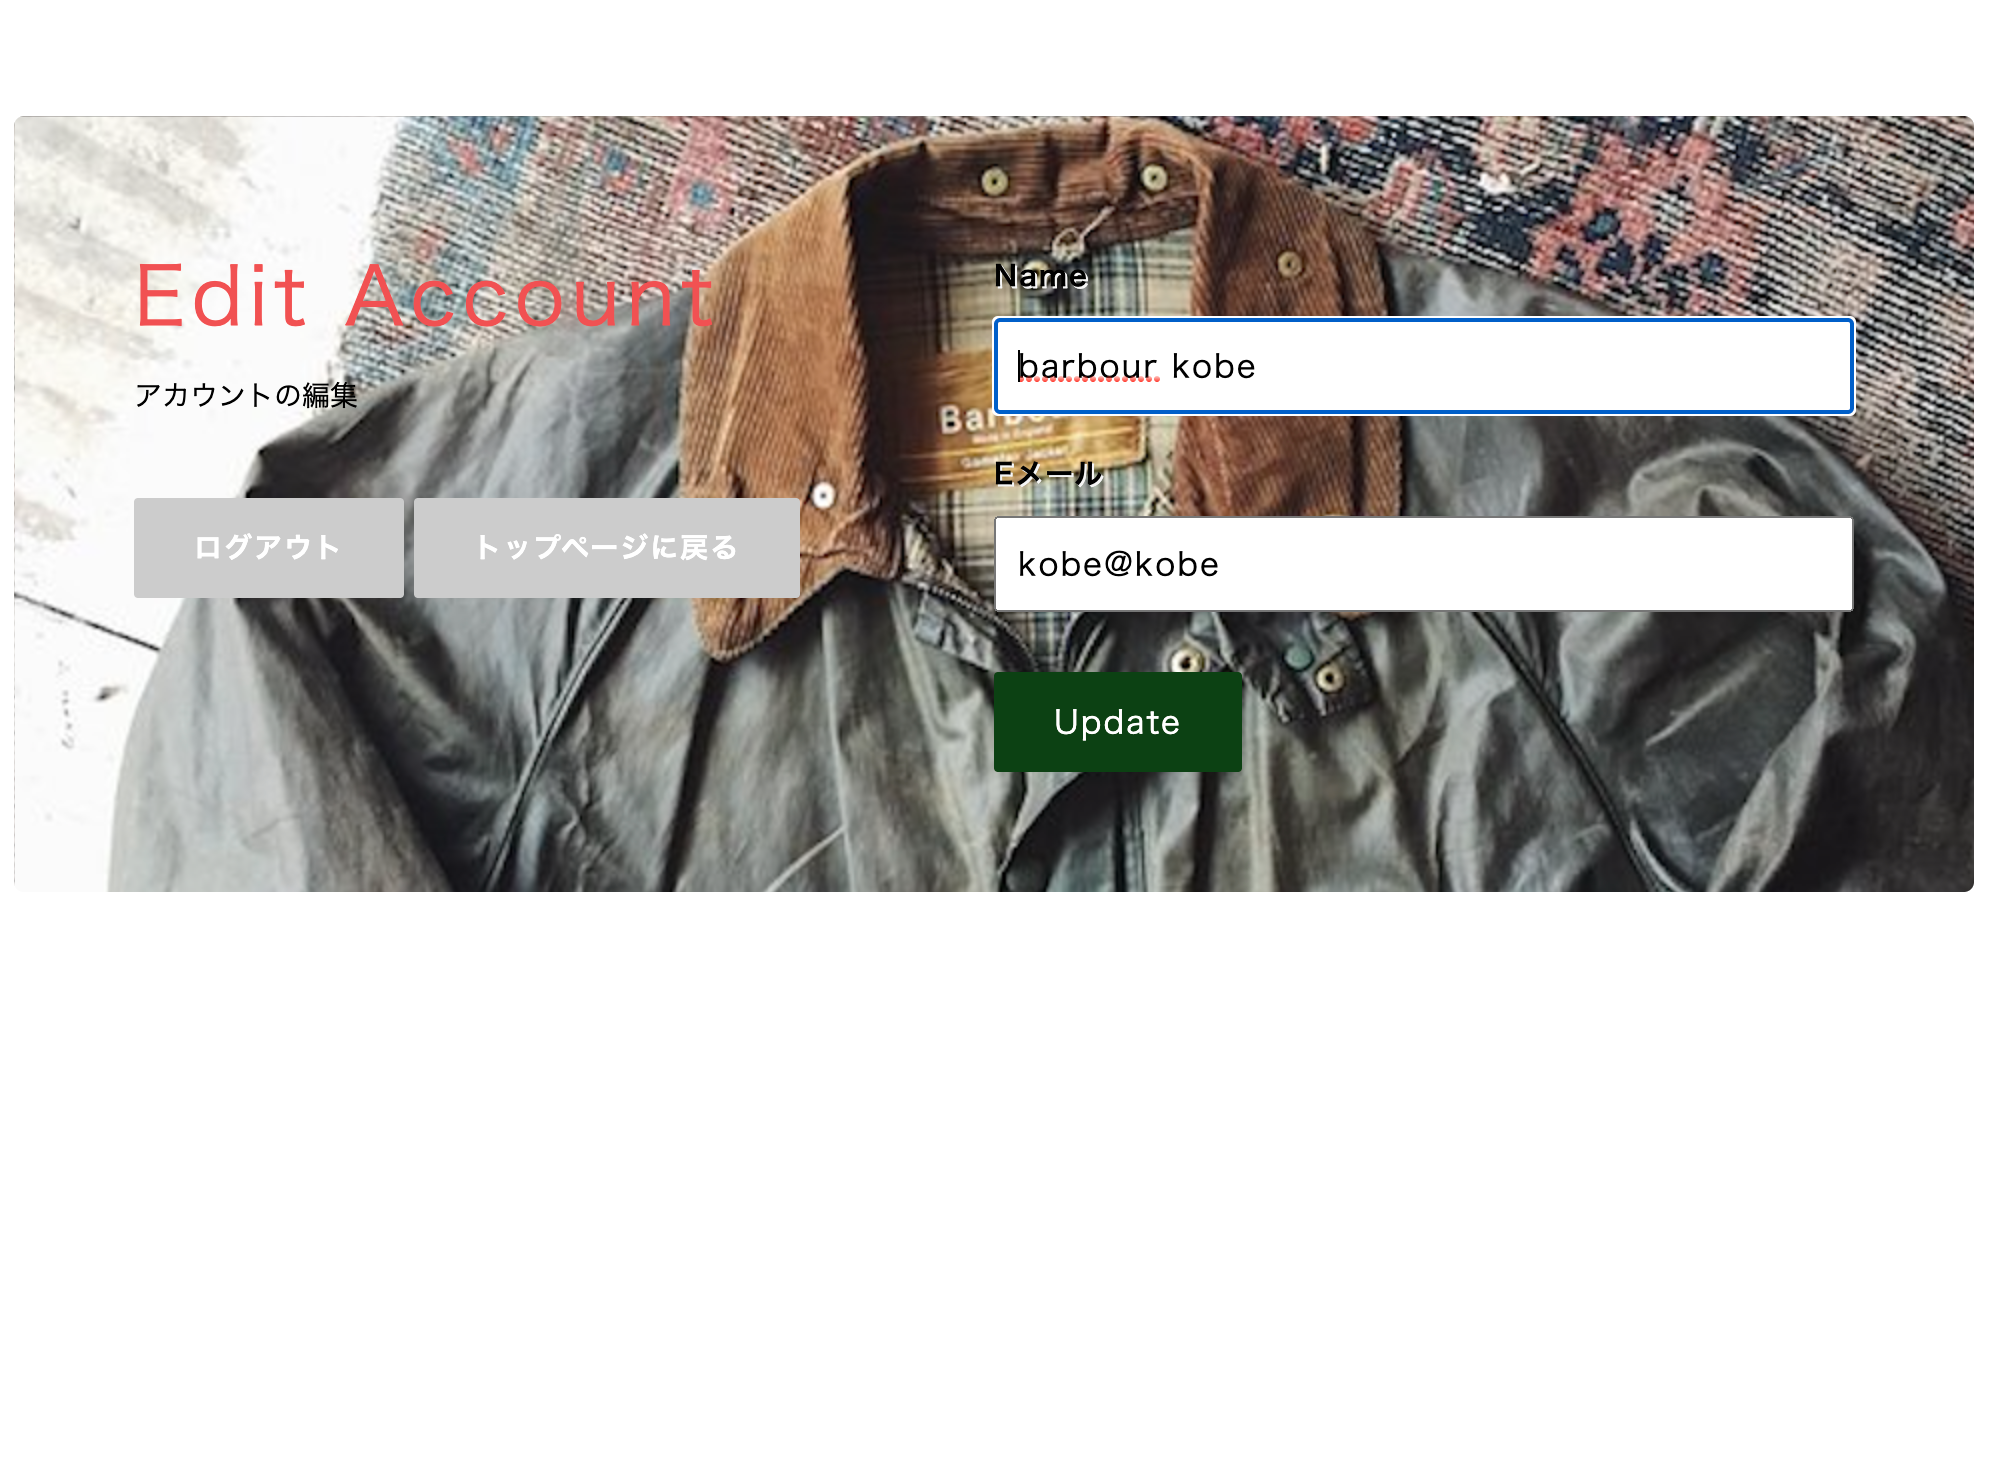 Edit Account
アカウントの編集
ログアウト
トップページに戻る
Name
barbour kobe
Eメール
kobe@kobe
Update